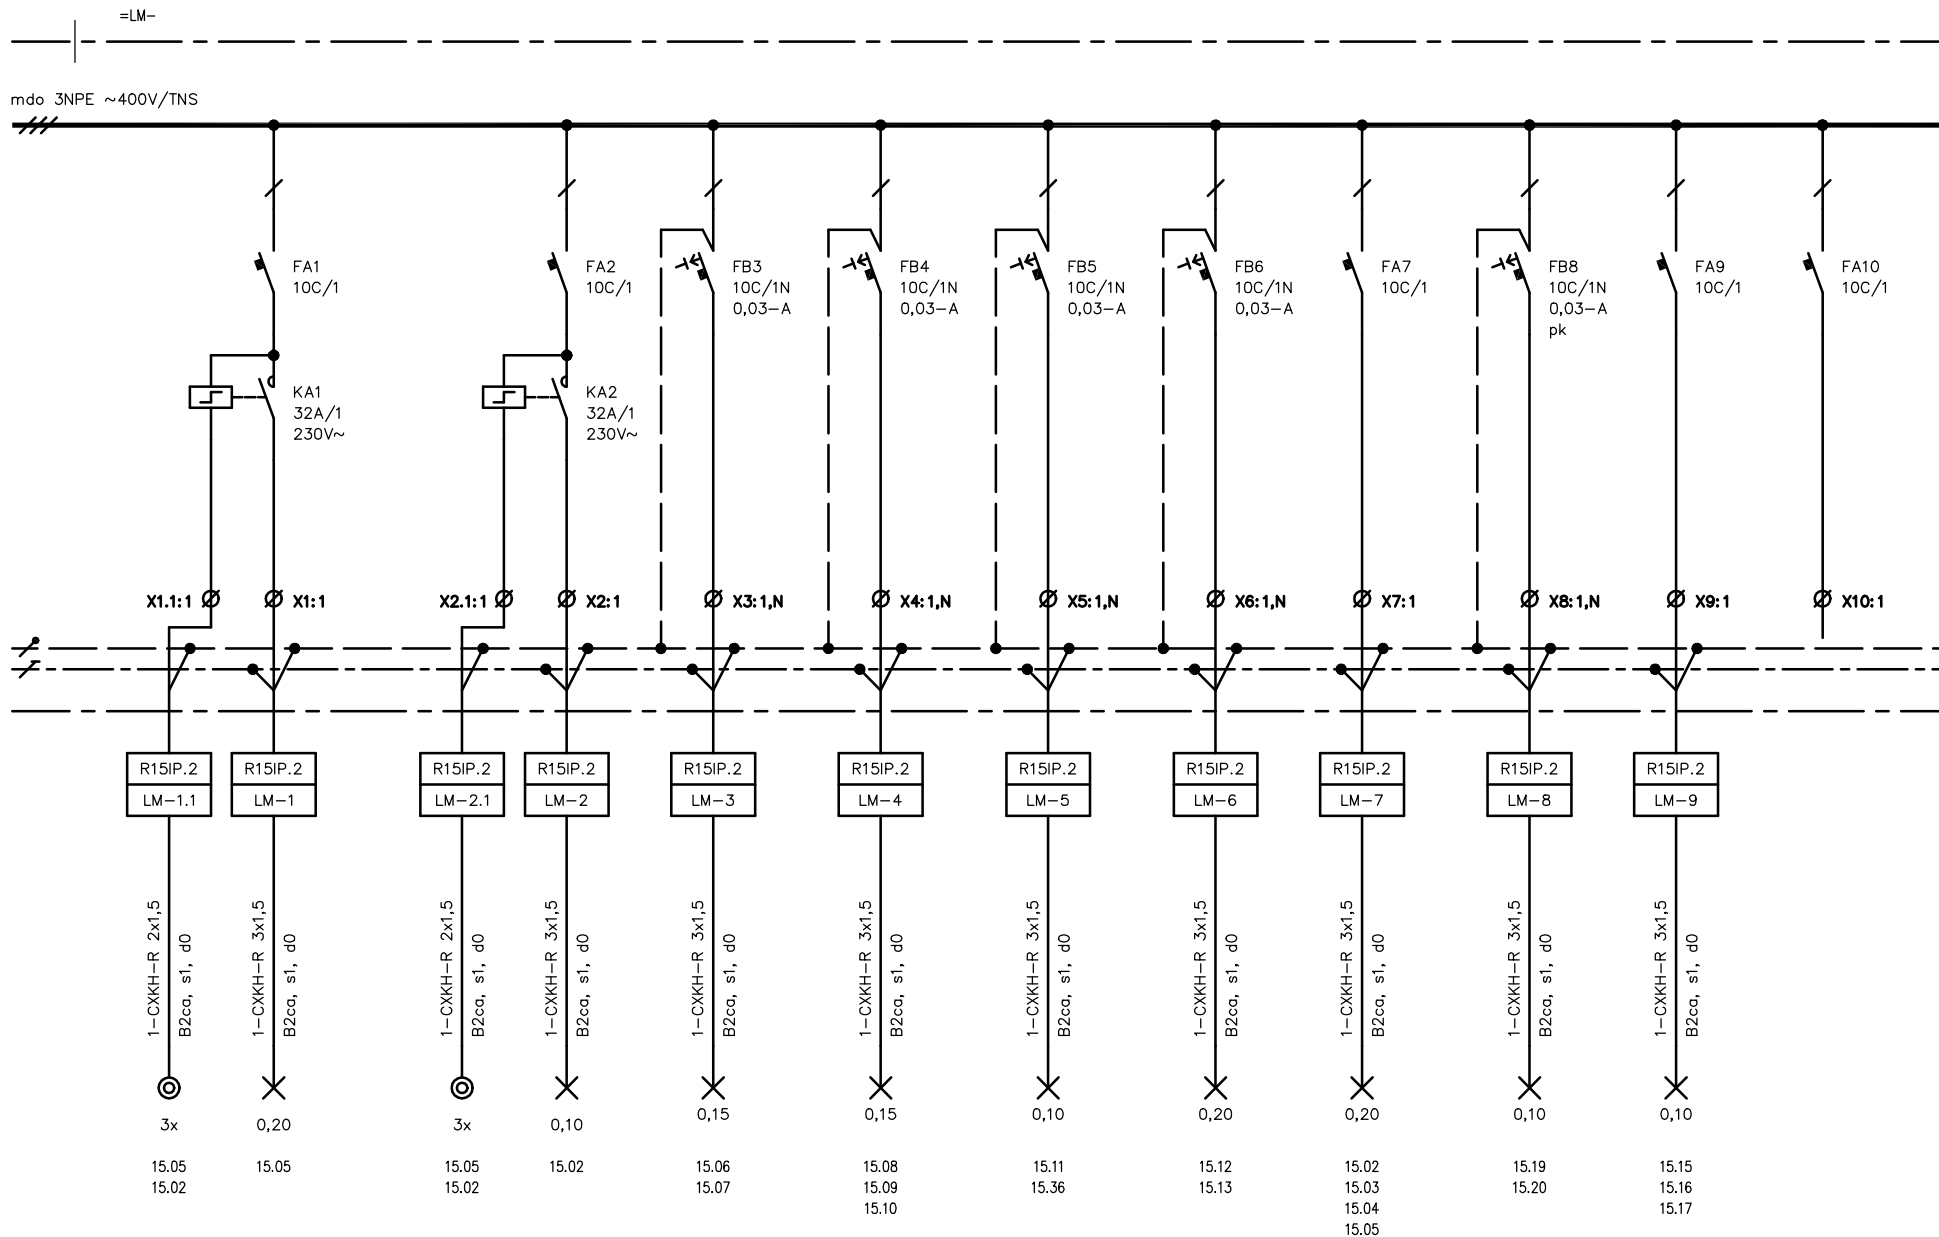 =LM-
mdo 3NPE ~400V/TNS
FA1
10C/1
FA2
10C/1
FB3
10C/1N
0,03-A
FB4
10C/1N
0,03-A
FB5
10C/1N
0,03-A
FB6
10C/1N
0,03-A
FA7
10C/1
FB8
10C/1N
0,03-A
pk
FA9
10C/1
FA10
10C/1
KA1
32A/1
230V~
KA2
32A/1
230V~
X1.1:1
X1:1
X2.1:1
X2:1
X3:1,N
X4:1,N
X5:1,N
X6:1,N
X7:1
X8:1,N
X9:1
X10:1
R15IP.2
LM-1.1
R15IP.2
LM-1
R15IP.2
LM-2.1
R15IP.2
LM-2
R15IP.2
LM-3
R15IP.2
LM-4
R15IP.2
LM-5
R15IP.2
LM-6
R15IP.2
LM-7
R15IP.2
LM-8
R15IP.2
LM-9
1-CXKH-R 2x1,5
B2ca, s1, d0
1-CXKH-R 3x1,5
B2ca, s1, d0
1-CXKH-R 2x1,5
B2ca, s1, d0
1-CXKH-R 3x1,5
B2ca, s1, d0
1-CXKH-R 3x1,5
B2ca, s1, d0
1-CXKH-R 3x1,5
B2ca, s1, d0
1-CXKH-R 3x1,5
B2ca, s1, d0
1-CXKH-R 3x1,5
B2ca, s1, d0
1-CXKH-R 3x1,5
B2ca, s1, d0
1-CXKH-R 3x1,5
B2ca, s1, d0
1-CXKH-R 3x1,5
B2ca, s1, d0
3x
15.05
15.02
0,20
15.05
3x
15.05
15.02
0,10
15.02
0,15
15.06
15.07
0,15
15.08
15.09
15.10
0,10
15.11
15.36
0,20
15.12
15.13
0,20
15.02
15.03
15.04
15.05
0,10
15.19
15.20
0,10
15.15
15.16
15.17